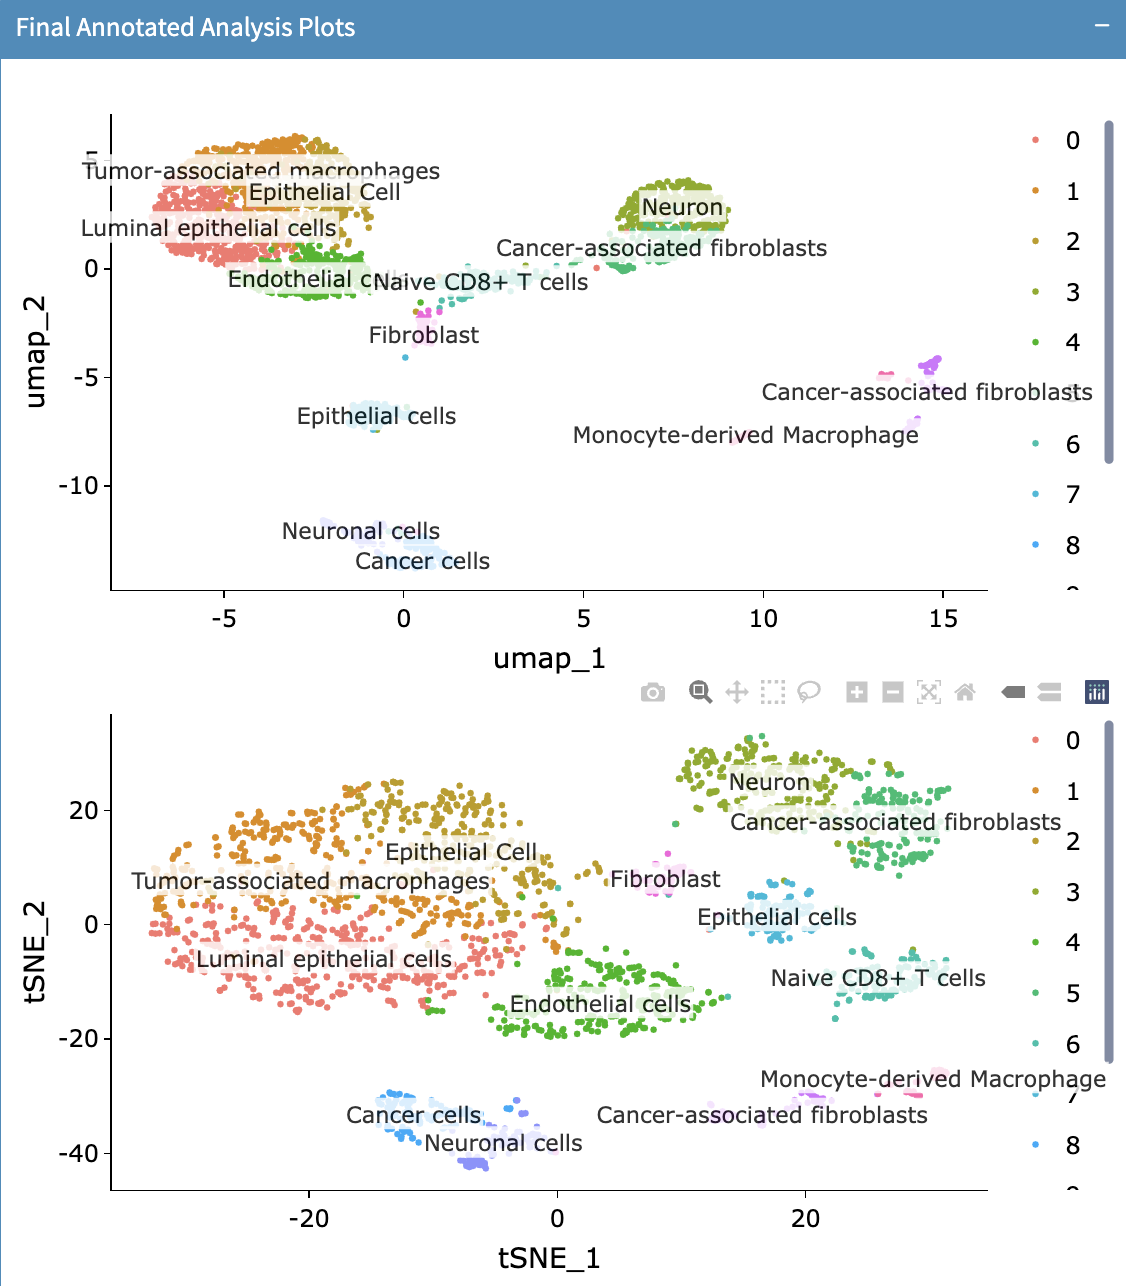 Final Annotated Analysis Plots
5
Tumor-associated macrophages
Epithelial Cell
Luminal epithelial cells
Neuron
Cancer-associated fibroblasts
0
Endothelial
Naive CD8+ T cells
Fibroblast
-5
Cancer-associated fibroblasts
Epithelial cells
Monocyte-derived Macrophage
-10
Neuronal cells
Cancer cells
-5
0
5
10
15
umap_1
umap_2
0
1
2
3
4
6
7
8
Neuron
20
Cancer-associated fibroblasts
Epithelial Cell
Tumor-associated macrophages
Fibroblast
0
Epithelial cells
Luminal epithelial cells
Naive CD8+ T cells
Endothelial cells
-20
Monocyte-derived Macrophage
Cancer cells
Cancer-associated fibroblasts
Neuronal cells
-40
-20
0
20
tSNE_1
tSNE_2
0
1
2
3
4
5
6
7
8